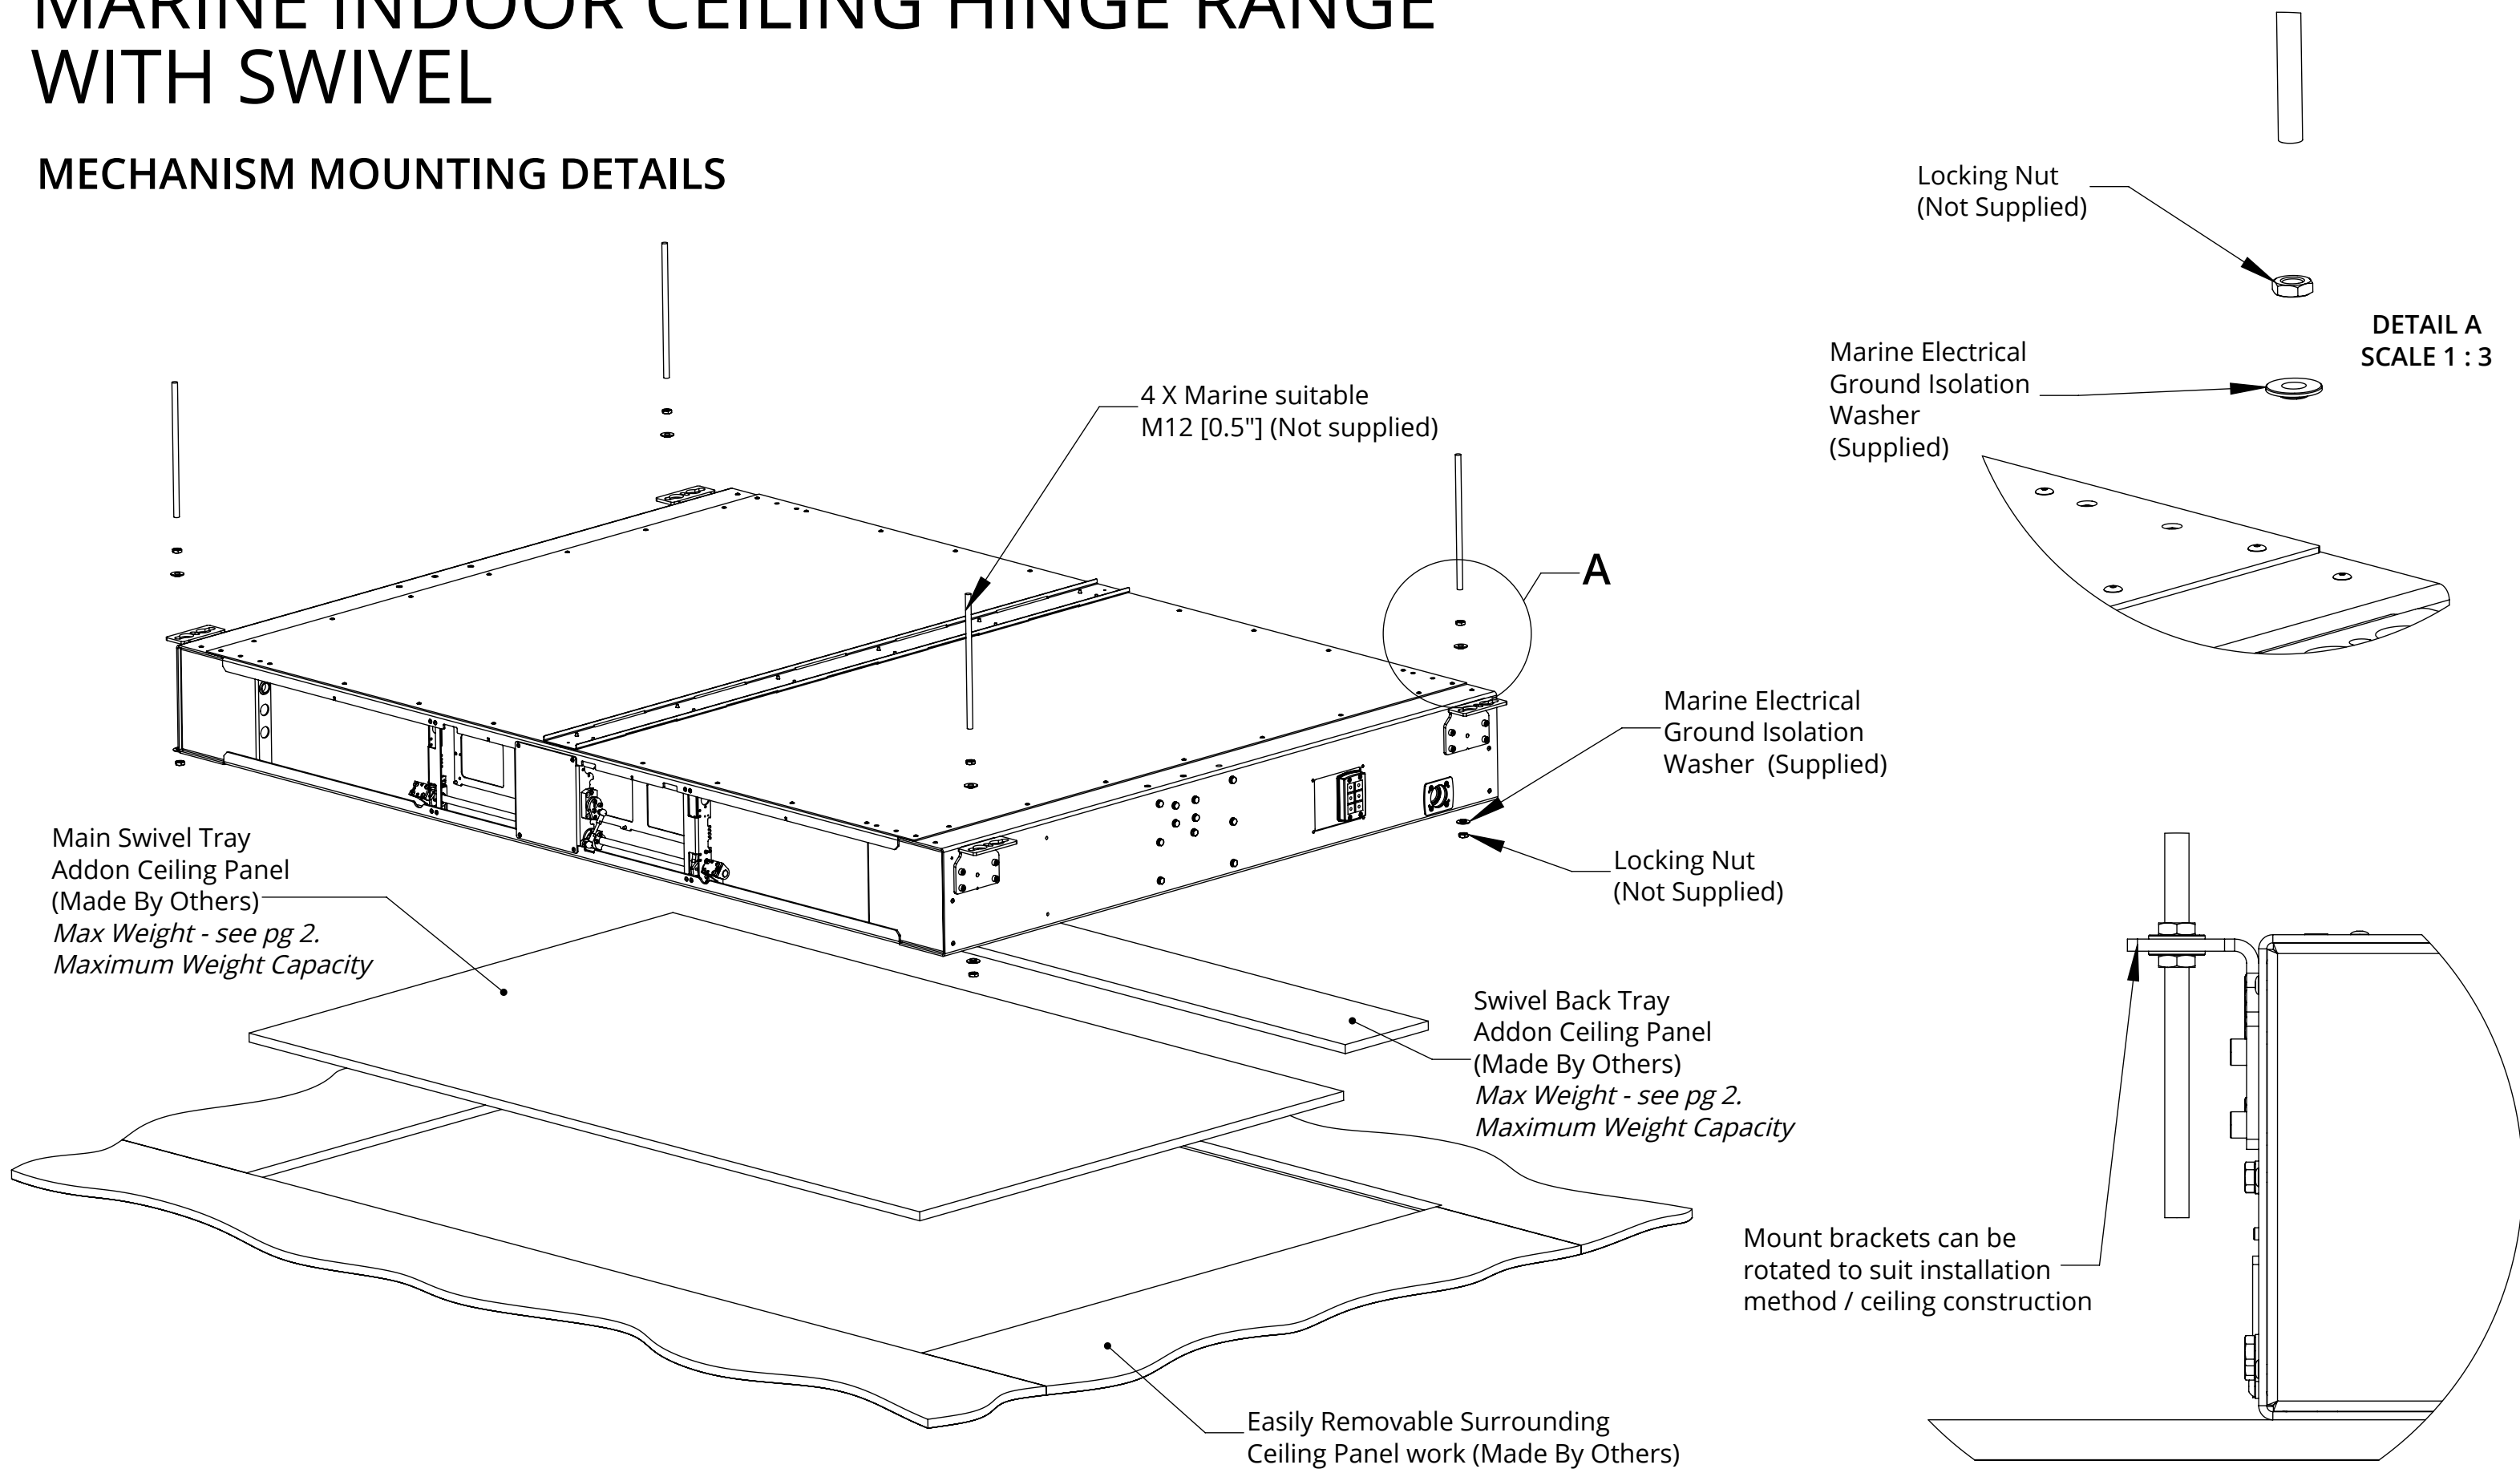 MARINE INDOOR CEILING HINGE RANGE
WITH SWIVEL
MECHANISM MOUNTING DETAILS
Locking Nut
(Not Supplied)
DETAIL A
SCALE 1 : 3
Marine Electrical
Ground Isolation
Washer
(Supplied)
4 X Marine suitable
M12 [0.5"] (Not supplied)
A
Marine Electrical
Ground Isolation
Washer (Supplied)
Locking Nut
(Not Supplied)
Main Swivel Tray
Addon Ceiling Panel
(Made By Others)
Max Weight - see pg 2.
Maximum Weight Capacity
Swivel Back Tray
Addon Ceiling Panel
(Made By Others)
Max Weight - see pg 2.
Maximum Weight Capacity
Mount brackets can be
rotated to suit installation
method / ceiling construction
Easily Removable Surrounding
Ceiling Panel work (Made By Others)